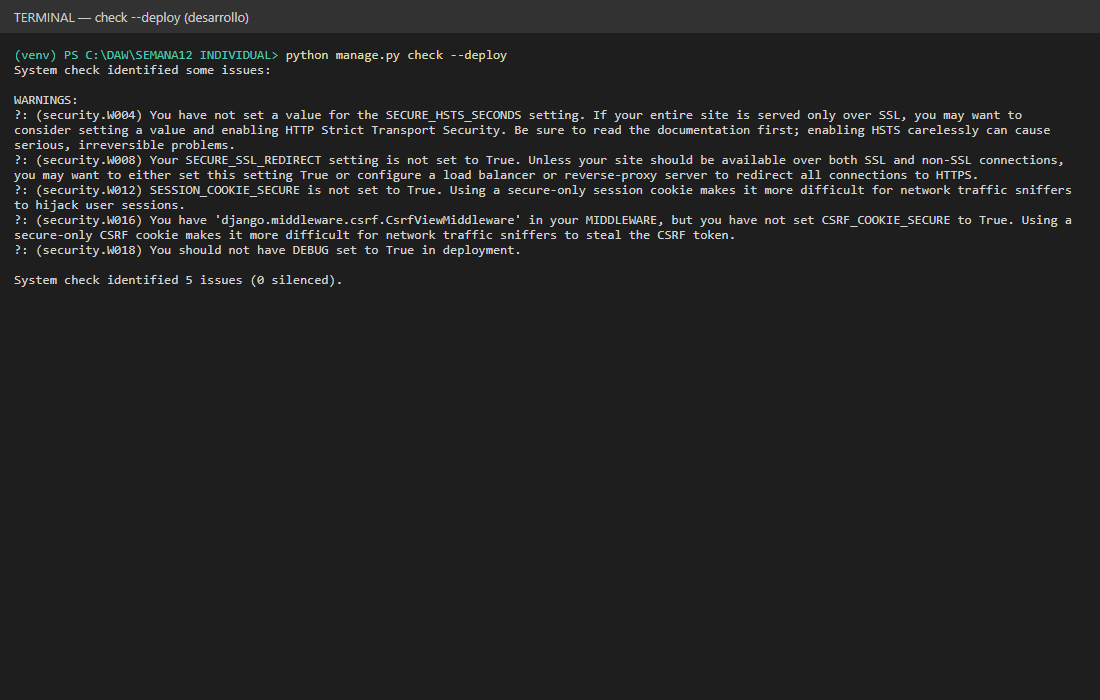 TERMINAL — check --deploy (desarrollo)
(venv) PS C:\DAW\SEMANA12 INDIVIDUAL> python manage.py check --deploy
System check identified some issues:
WARNINGS:
?: (security.W004) You have not set a value for the SECURE_HSTS_SECONDS setting. If your entire site is served only over SSL, you may want to
consider setting a value and enabling HTTP Strict Transport Security. Be sure to read the documentation first; enabling HSTS carelessly can cause
serious, irreversible problems.
?: (security.W008) Your SECURE_SSL_REDIRECT setting is not set to True. Unless your site should be available over both SSL and non-SSL connections,
you may want to either set this setting True or configure a load balancer or reverse-proxy server to redirect all connections to HTTPS.
?: (security.W012) SESSION_COOKIE_SECURE is not set to True. Using a secure-only session cookie makes it more difficult for network traffic sniffers
to hijack user sessions.
?: (security.W016) You have 'django.middleware.csrf.CsrfViewMiddleware' in your MIDDLEWARE, but you have not set CSRF_COOKIE_SECURE to True. Using a
secure-only CSRF cookie makes it more difficult for network traffic sniffers to steal the CSRF token.
?: (security.W018) You should not have DEBUG set to True in deployment.
System check identified 5 issues (0 silenced).